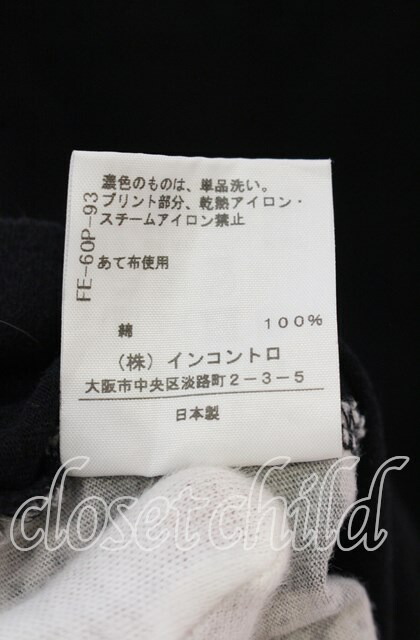 濃色のものは、単品洗い。
プリント部分、乾熱アイロン・
スチームアイロン禁止
あて布使用
FE-60P-93
綿 100%
(株)インコントロ
大阪市中央区淡路町2-3-5
日本製
closet child